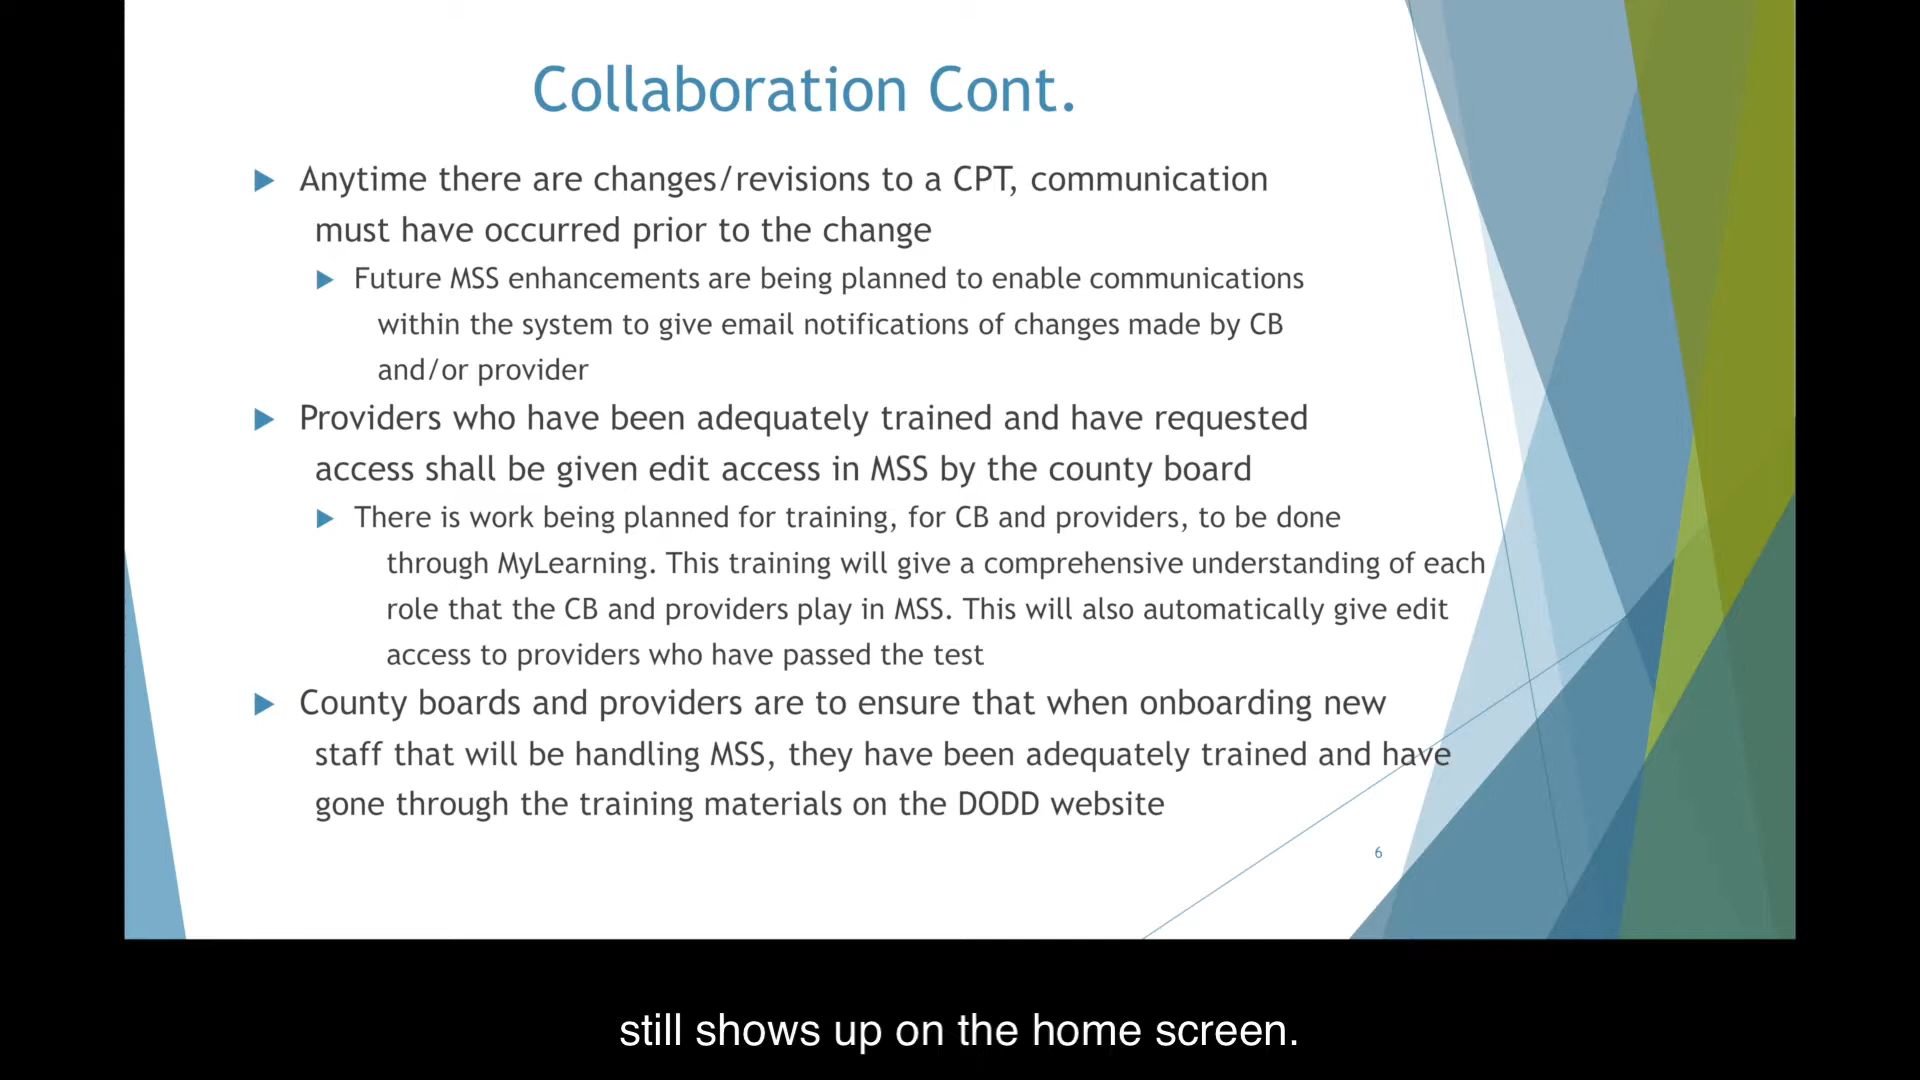 Collaboration Cont.
Anytime there are changes/revisions to a CPT, communication
must have occurred prior to the change
Future MSS enhancements are being planned to enable communications
within the system to give email notifications of changes made by CB
and/or provider
Providers who have been adequately trained and have requested
access shall be given edit access in MSS by the county board
There is work being planned for training, for CB and providers, to be done
through MyLearning. This training will give a comprehensive understanding of each
role that the CB and providers play in MSS. This will also automatically give edit
access to providers who have passed the test
County boards and providers are to ensure that when onboarding new
staff that will be handling MSS, they have been adequately trained and have
gone through the training materials on the DODD website
6
still shows up on the home screen.